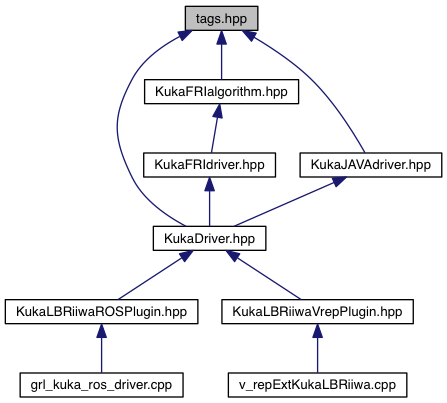 tags.hpp
KukaFRIalgorithm.hpp
KukaFRIdriver.hpp
KukaJAVAdriver.hpp
KukaDriver.hpp
KukaLBRiiwaROSPlugin.hpp
KukaLBRiiwaVrepPlugin.hpp
grl_kuka_ros_driver.cpp
v_repExtKukaLBRiiwa.cpp